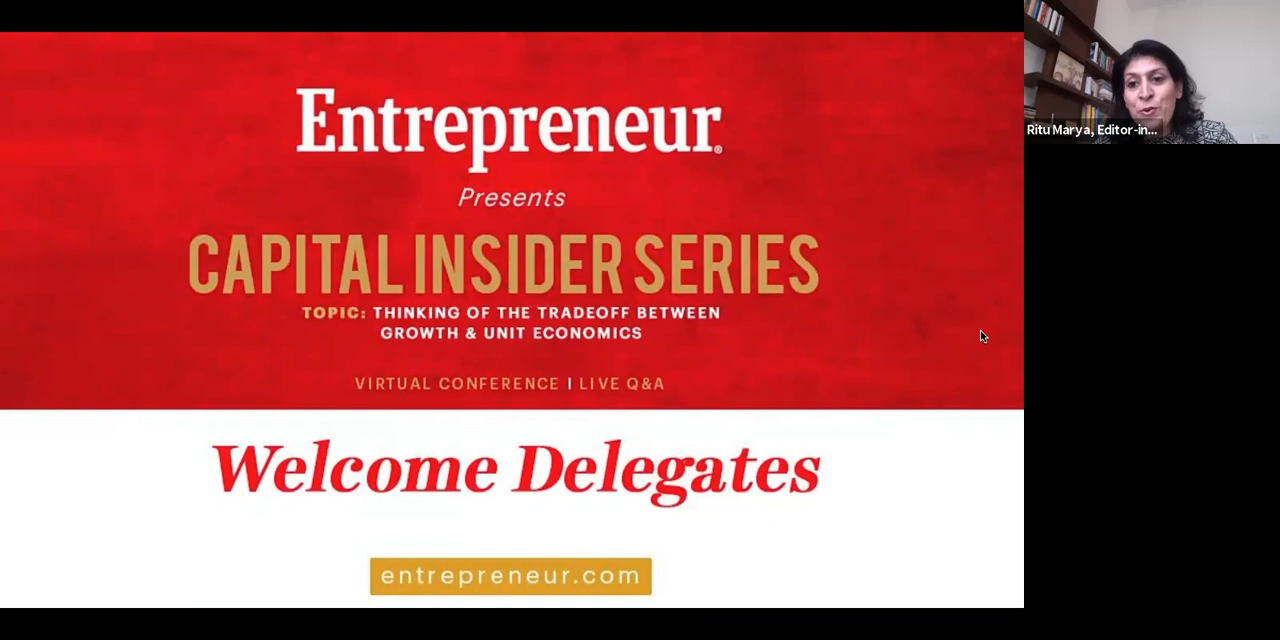 Entrepreneur®
Presents
CAPITAL INSIDER SERIES
TOPIC: THINKING OF THE TRADEOFF BETWEEN
GROWTH & UNIT ECONOMICS
VIRTUAL CONFERENCE | LIVE Q&A
Welcome Delegates
entrepreneur.com
Ritu Marya, Editor-in...